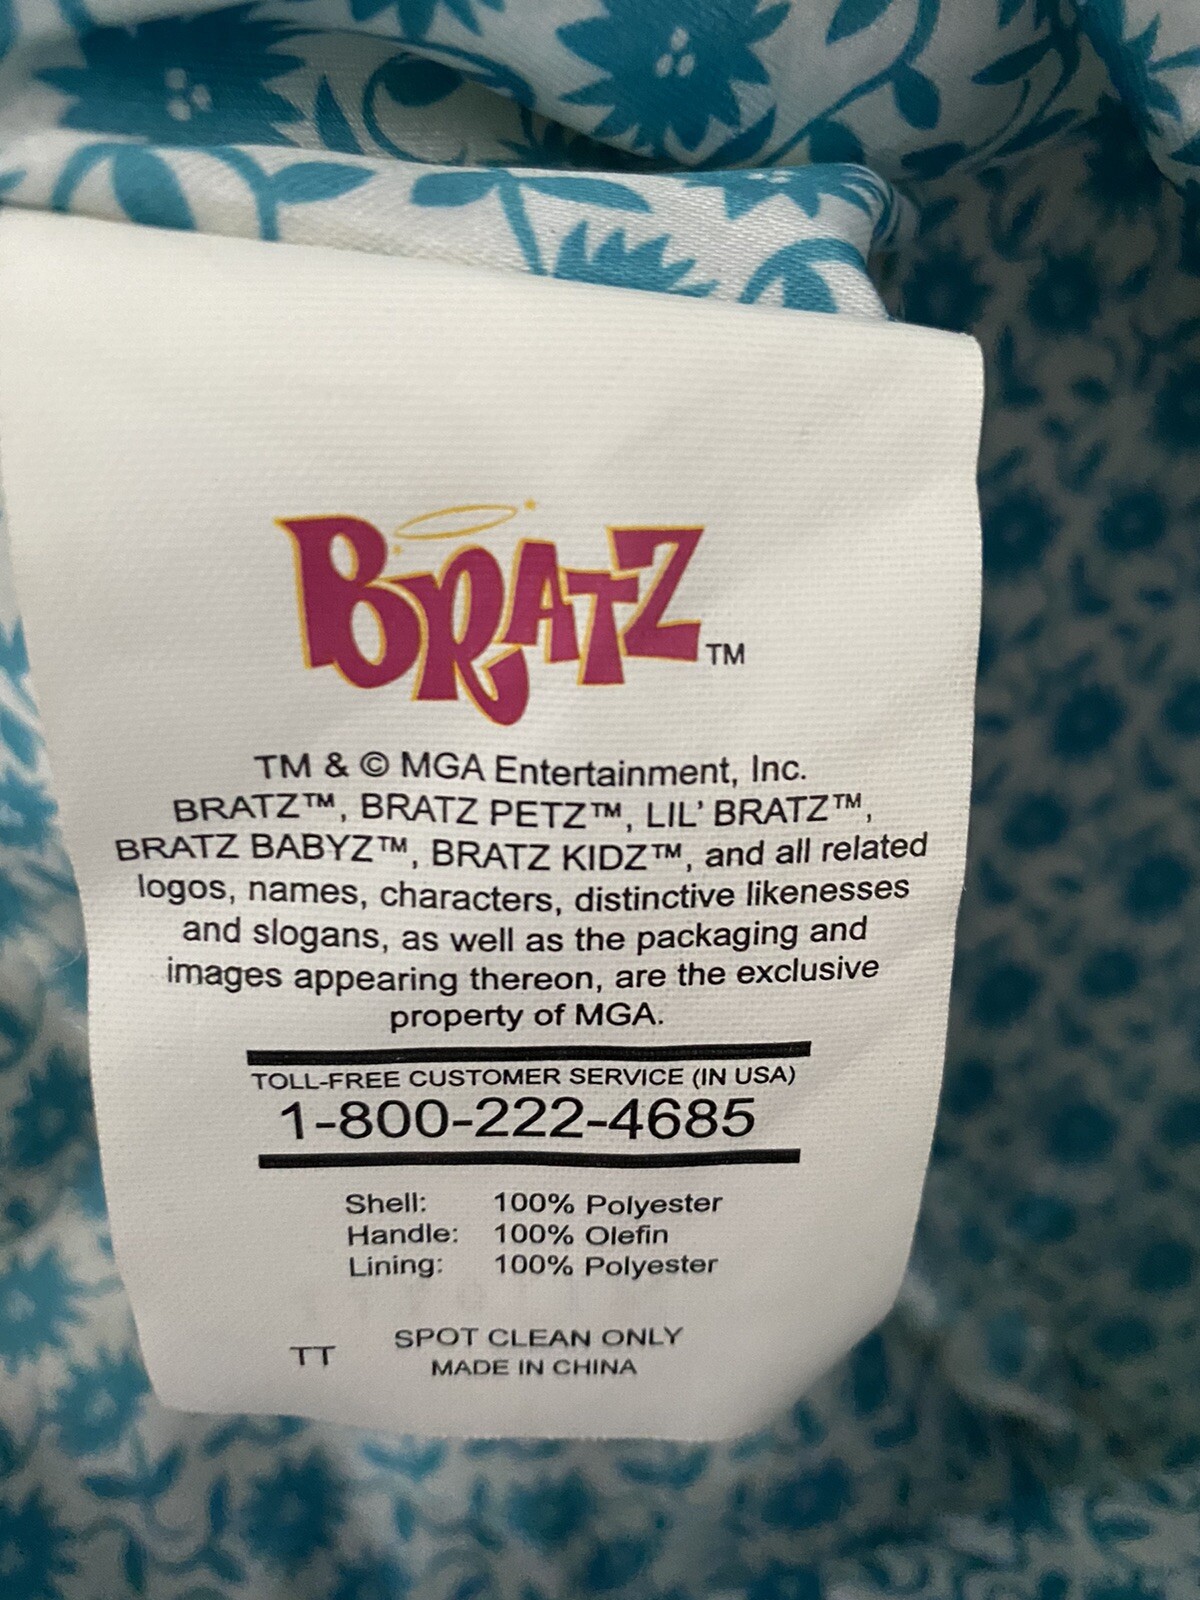 BRATZ TM
TM & © MGA Entertainment, Inc.
BRATZ™, BRATZ PETZ™, LIL' BRATZ™,
BRATZ BABYZ™, BRATZ KIDZ™, and all related
logos, names, characters, distinctive likenesses
and slogans, as well as the packaging and
images appearing thereon, are the exclusive
property of MGA.
TOLL-FREE CUSTOMER SERVICE (IN USA)
1-800-222-4685
Shell: 100% Polyester
Handle: 100% Olefin
Lining: 100% Polyester
SPOT CLEAN ONLY
TT MADE IN CHINA